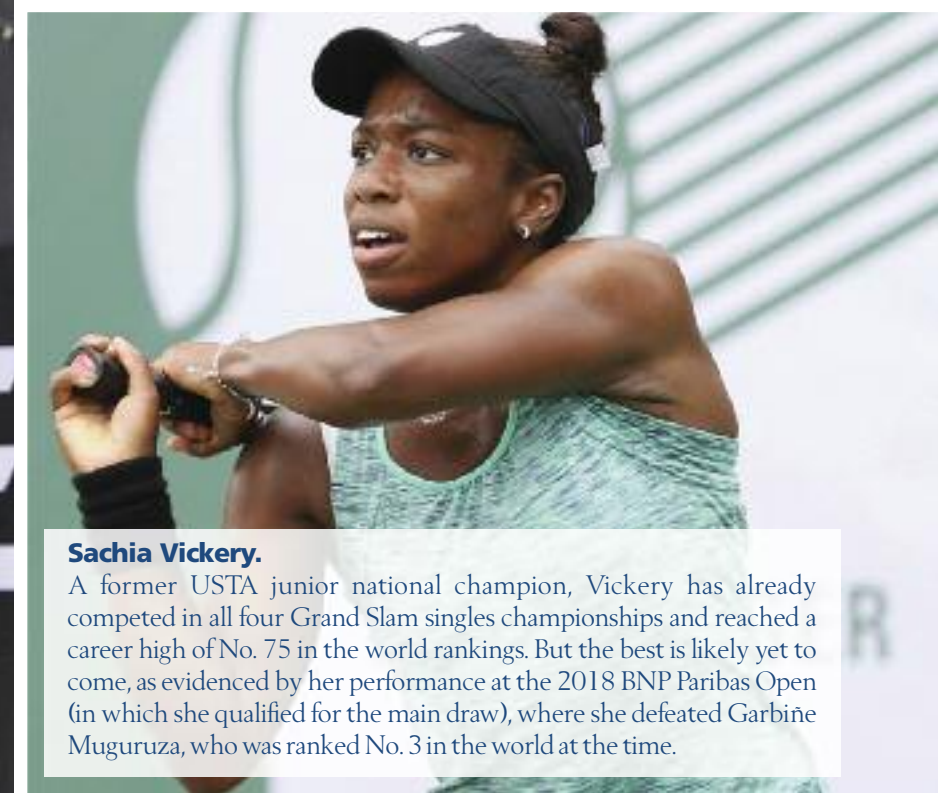 Sachia Vickery.
A former USTA junior national champion, Vickery has already
competed in all four Grand Slam singles championships and reached a
career high of No. 75 in the world rankings. But the best is likely yet to
come, as evidenced by her performance at the 2018 BNP Paribas Open
(in which she qualified for the main draw), where she defeated Garbiñe
Muguruza, who was ranked No. 3 in the world at the time.